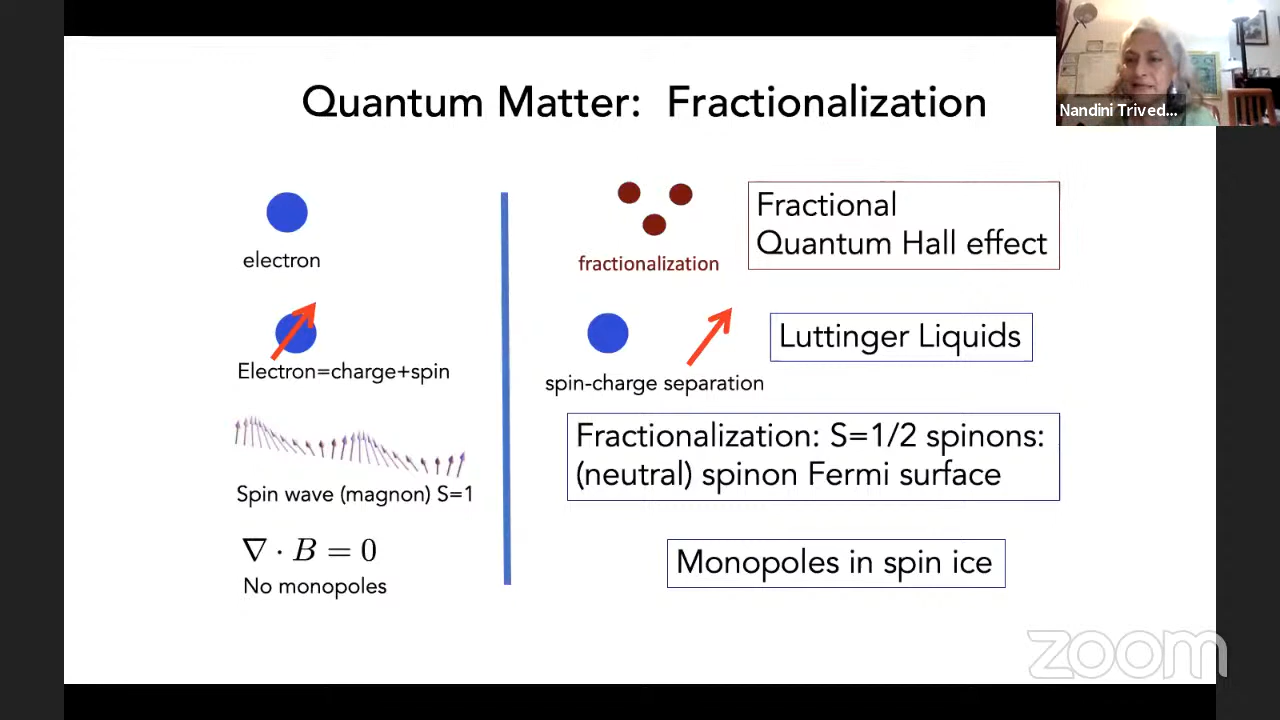 Quantum Matter: Fractionalization
Nandini Trived...
electron
fractionalization
Fractional
Quantum Hall effect
Electron=charge+spin
spin-charge separation
Luttinger Liquids
Spin wave (magnon) S=1
Fractionalization: S=1/2 spinons:
(neutral) spinon Fermi surface
∇ · B = 0
No monopoles
Monopoles in spin ice
zoom